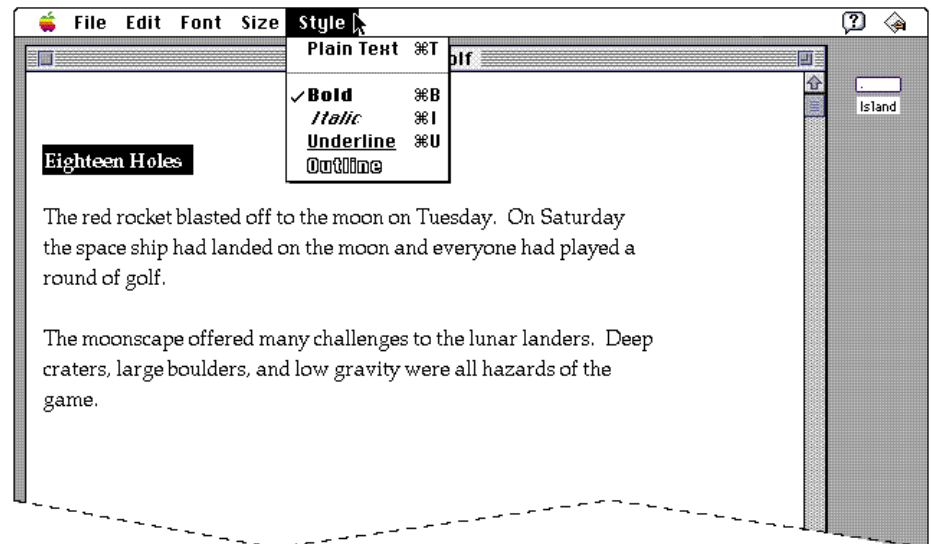 File Edit Font Size Style
Plain Text ⌘T
olf
Bold ⌘B
Italic ⌘I
Underline ⌘U
Outline
Island
Eighteen Holes
The red rocket blasted off to the moon on Tuesday. On Saturday
the space ship had landed on the moon and everyone had played a
round of golf.
The moonscape offered many challenges to the lunar landers. Deep
craters, large boulders, and low gravity were all hazards of the
game.